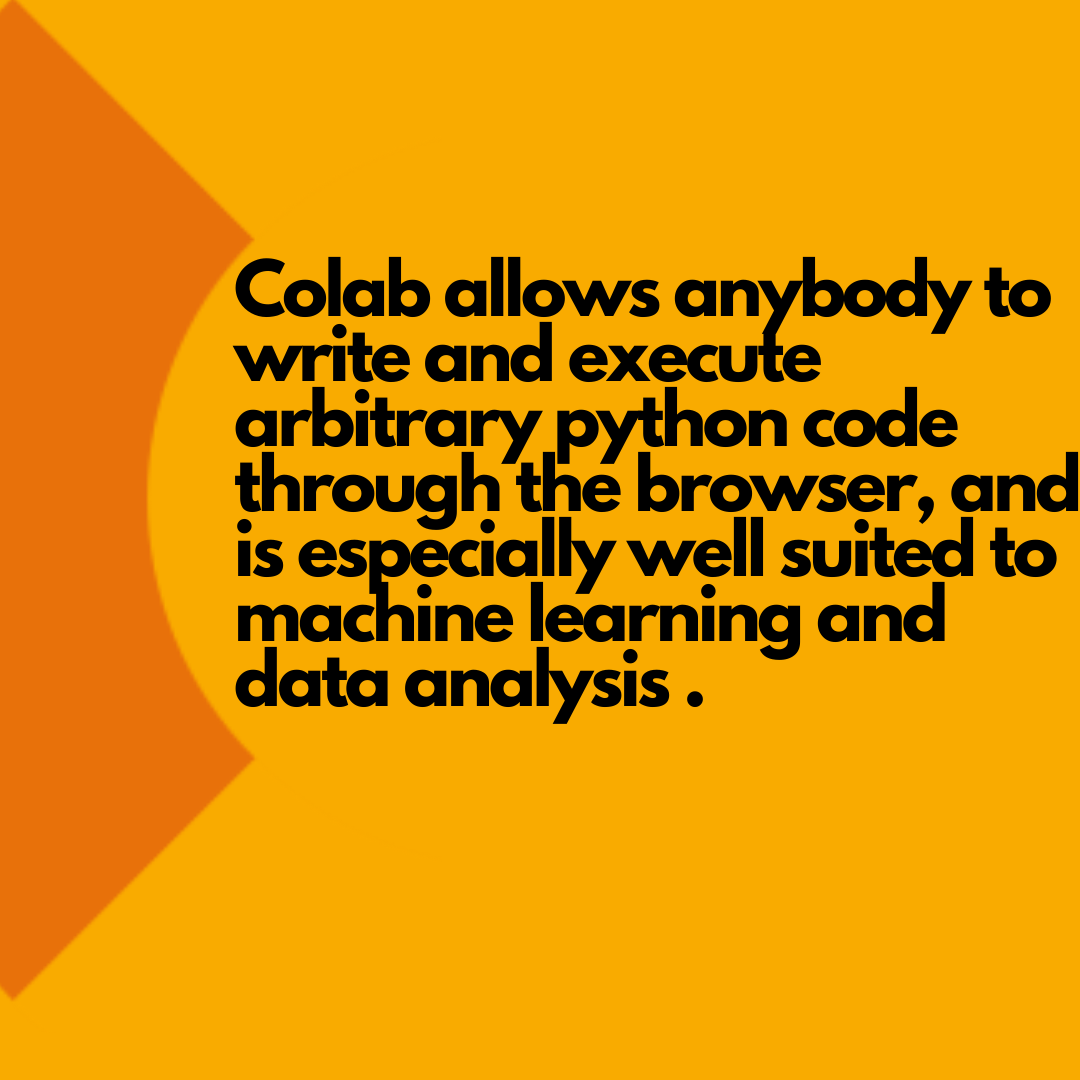 Colab allows anybody to
write and execute
arbitrary python code
through the browser, and
is especially well suited to
machine learning and
data analysis .